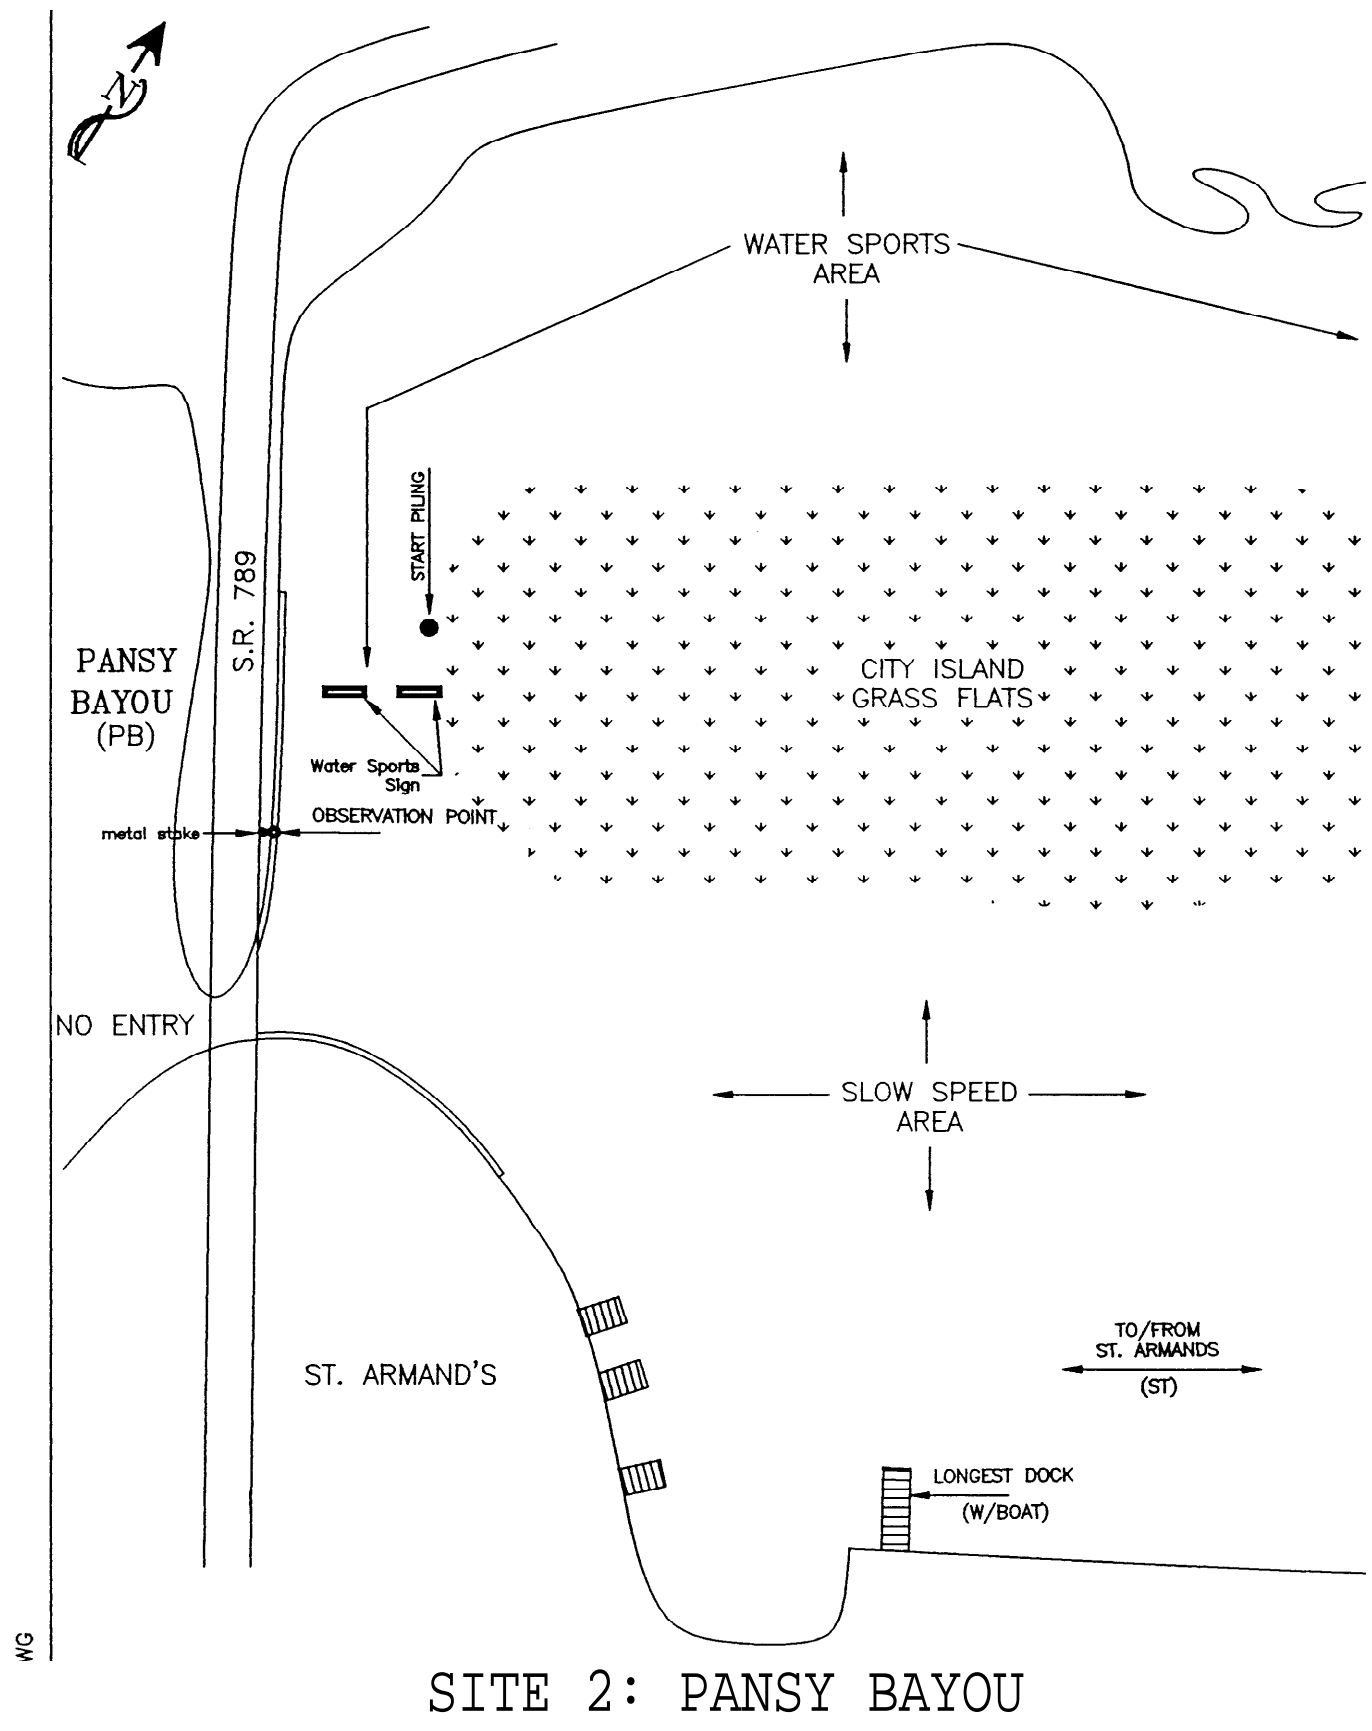 N
WATER SPORTS
AREA
START PILING
S.R. 789
PANSY
BAYOU
(PB)
CITY ISLAND
GRASS FLATS
Water Sports
Sign
OBSERVATION POINT
metal stake
NO ENTRY
SLOW SPEED
AREA
TO/FROM
ST. ARMANDS
(ST)
ST. ARMAND'S
LONGEST DOCK
(W/BOAT)
WG
SITE 2: PANSY BAYOU